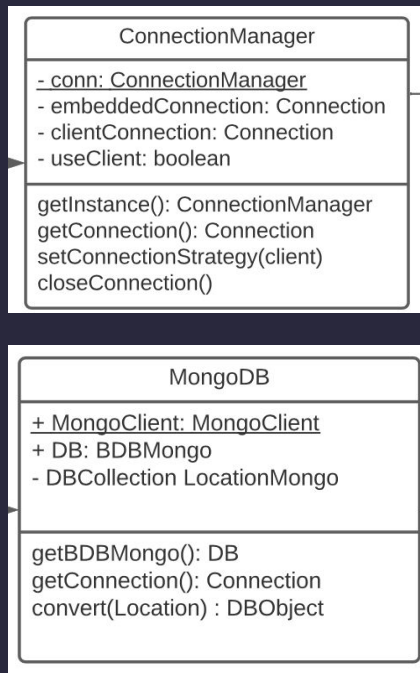 ConnectionManager
- conn: ConnectionManager
- embeddedConnection: Connection
- clientConnection: Connection
- useClient: boolean
getInstance(): ConnectionManager
getConnection(): Connection
setConnectionStrategy(client)
closeConnection()
MongoDB
+ MongoClient: MongoClient
+ DB: BDBMongo
- DBCollection LocationMongo
getBDBMongo(): DB
getConnection(): Connection
convert(Location) : DBObject